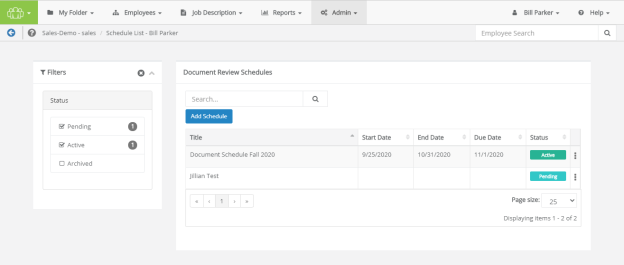 My Folder Employees Job Description Reports Admin Bill Parker Help
Sales-Demo - sales / Schedule List - Bill Parker Employee Search
Filters
Status
Pending 1
Active 1
Archived
Document Review Schedules
Search...
Add Schedule
Title Start Date End Date Due Date Status
Document Schedule Fall 2020 9/25/2020 10/31/2020 11/1/2020 Active
Jillian Test Pending
« ‹ 1 › » Page size: 25
Displaying items 1 - 2 of 2